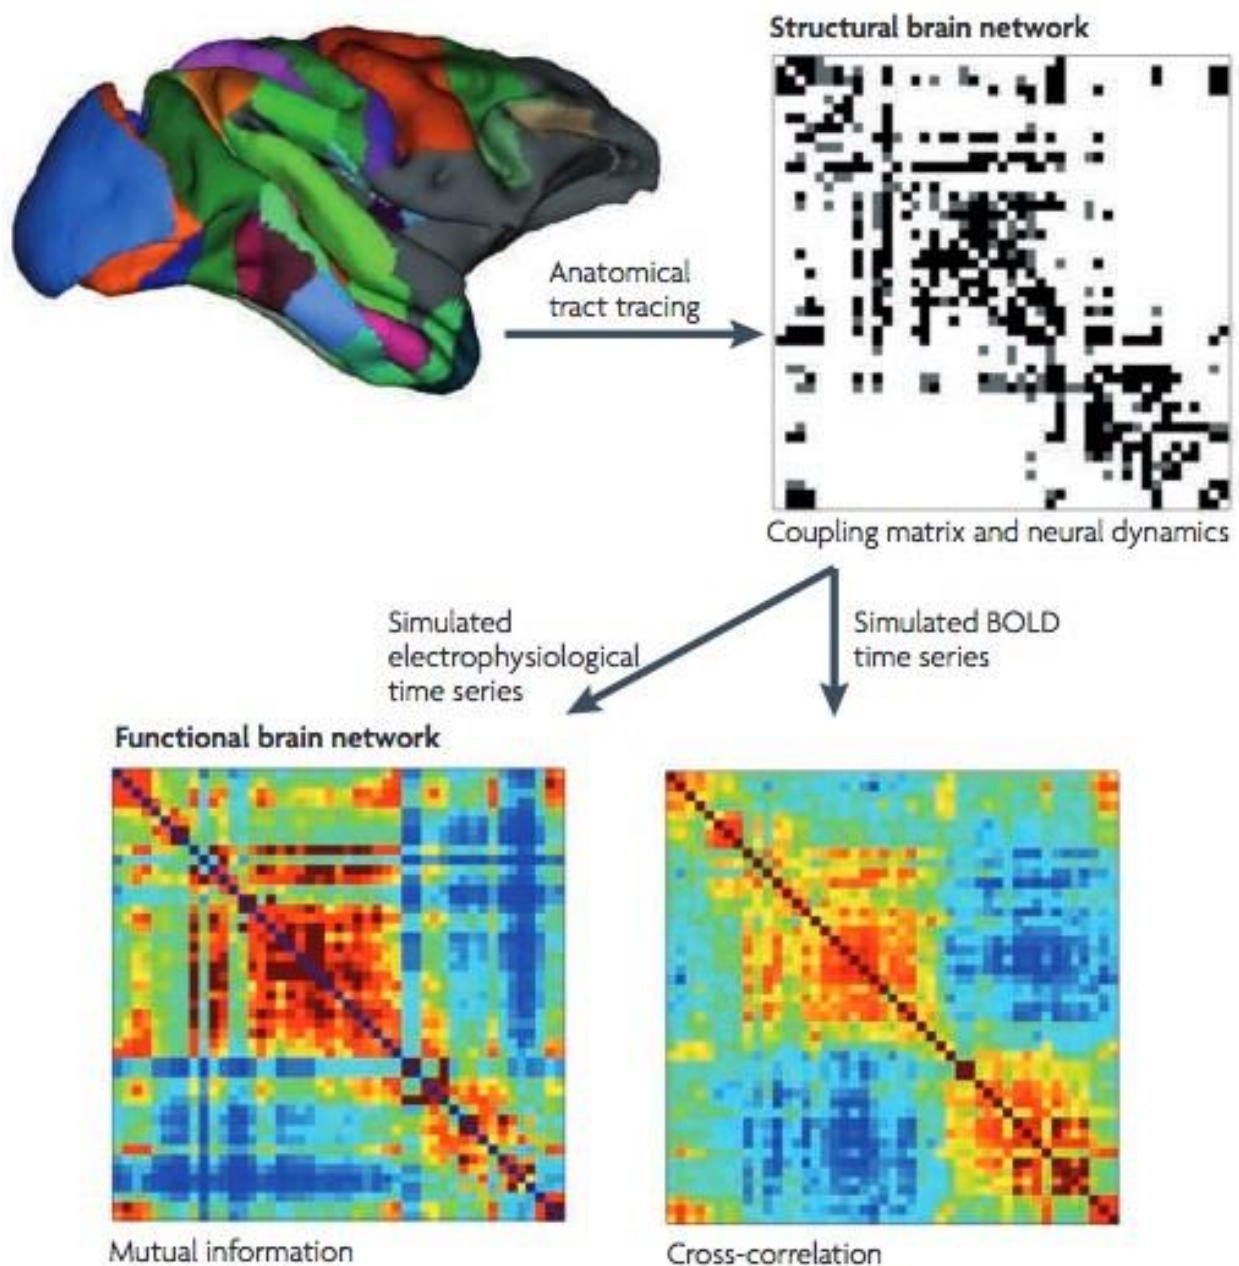 Structural brain network
Anatomical
tract tracing
Coupling matrix and neural dynamics
Simulated
electrophysiological
time series
Simulated BOLD
time series
Functional brain network
Mutual information
Cross-correlation